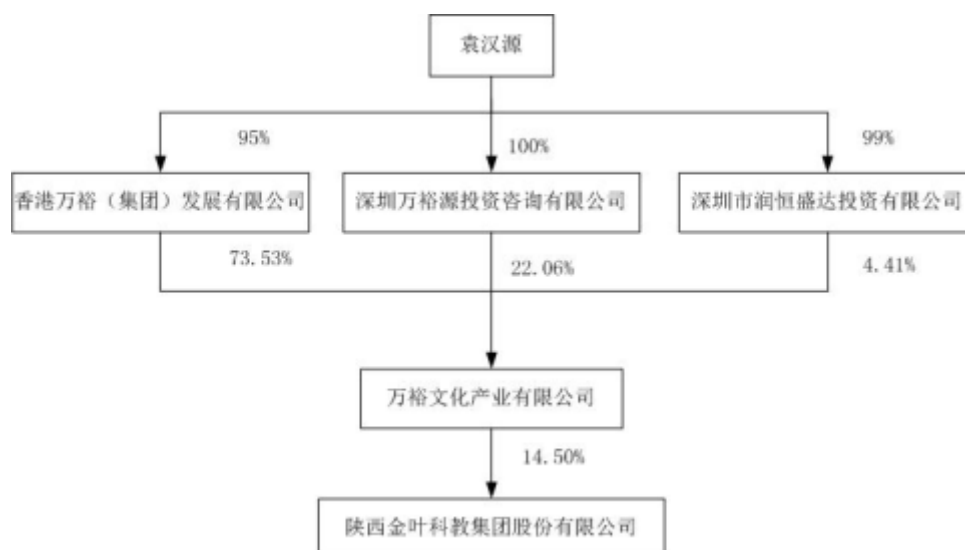 袁汉源
95%
100%
99%
香港万裕（集团）发展有限公司
深圳万裕源投资咨询有限公司
深圳市润恒盛达投资有限公司
73.53%
22.06%
4.41%
万裕文化产业有限公司
14.50%
陕西金叶科教集团股份有限公司